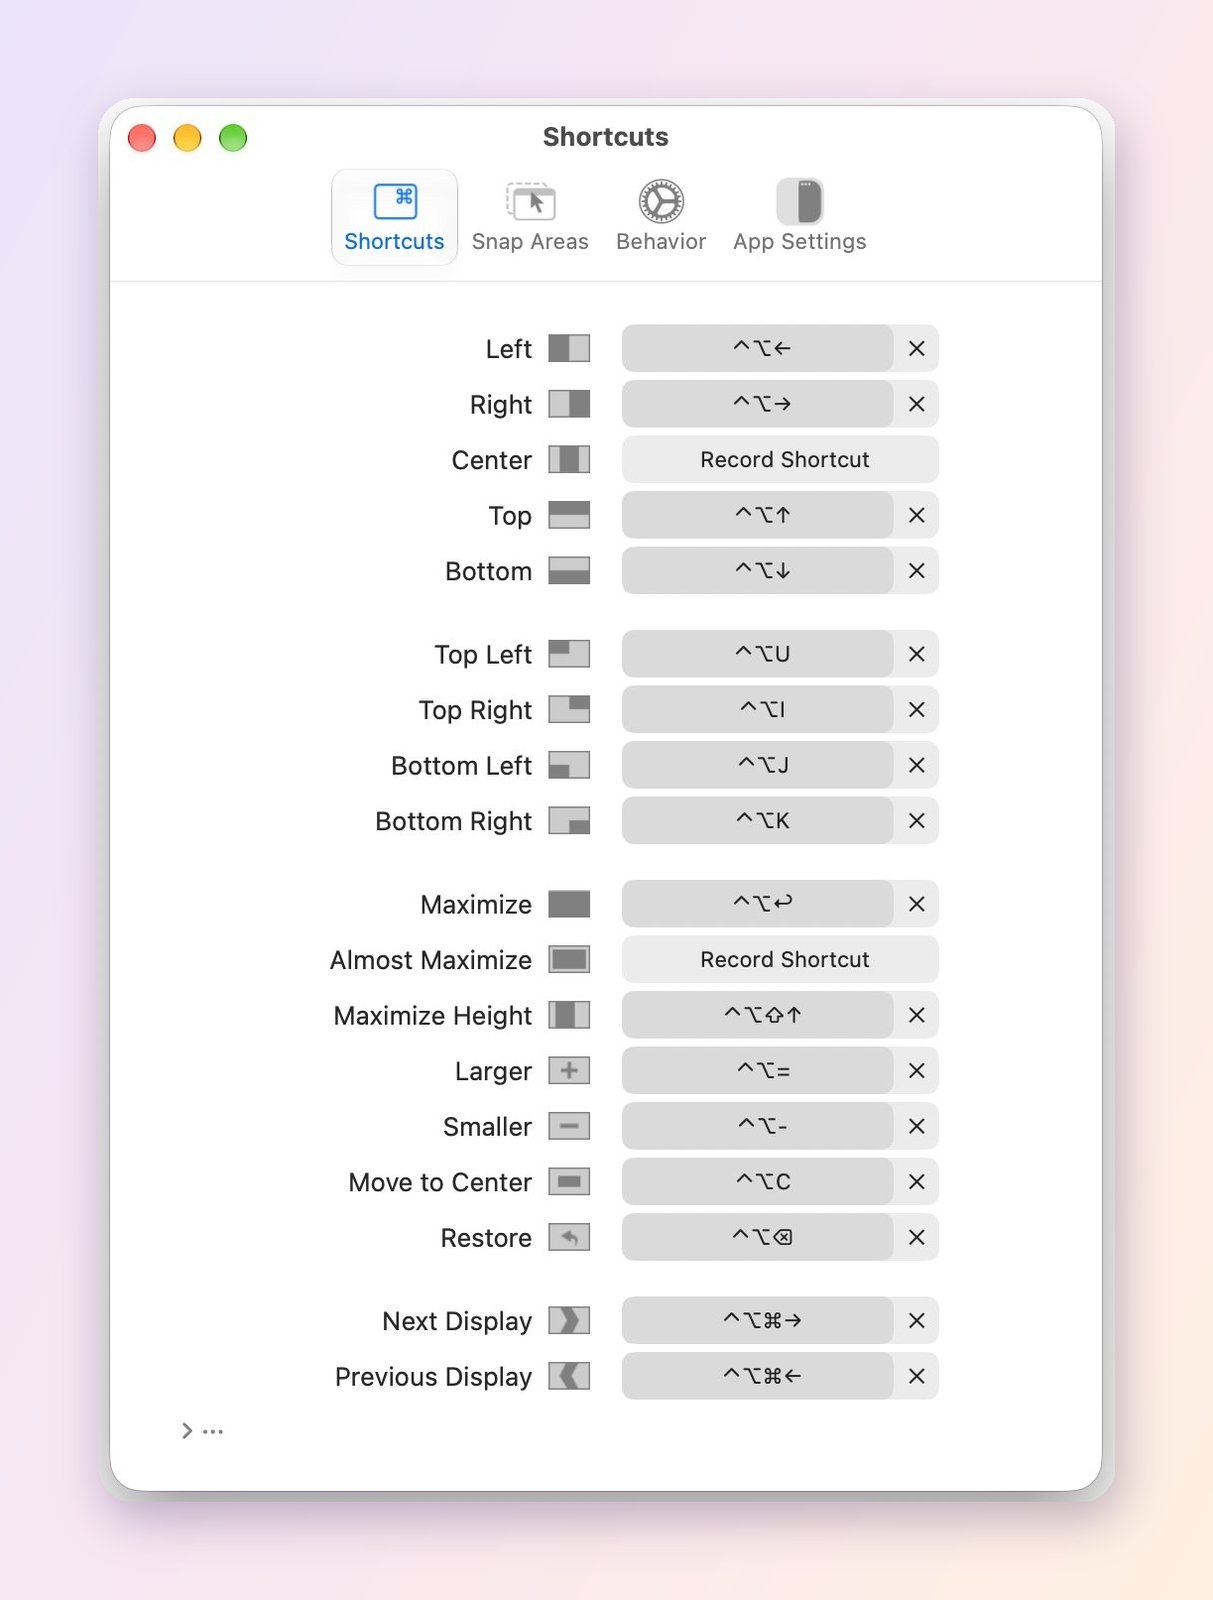 Shortcuts
Shortcuts Snap Areas Behavior App Settings
Left ^⌥← ×
Right ^⌥→ ×
Center Record Shortcut
Top ^⌥↑ ×
Bottom ^⌥↓ ×
Top Left ^⌥U ×
Top Right ^⌥I ×
Bottom Left ^⌥J ×
Bottom Right ^⌥K ×
Maximize ^⌥↩ ×
Almost Maximize Record Shortcut
Maximize Height ^⌥⇧↑ ×
Larger ^⌥= ×
Smaller ^⌥- ×
Move to Center ^⌥C ×
Restore ^⌥⌫ ×
Next Display ^⌥⌘→ ×
Previous Display ^⌥⌘← ×
> ···